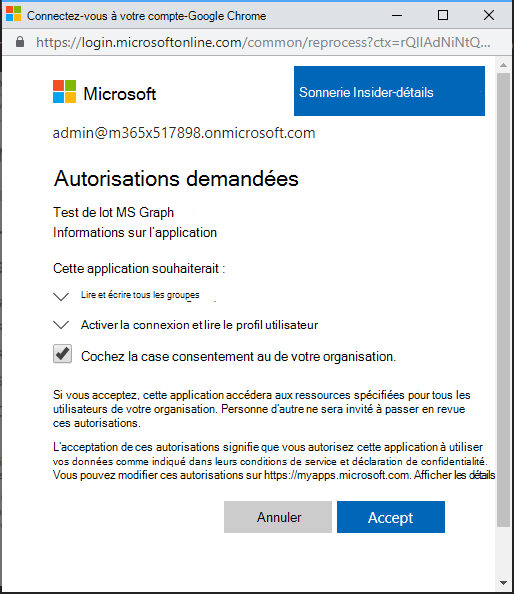 Connectez-vous à votre compte-Google Chrome
https://login.microsoftonline.com/common/reprocess?ctx=rQIIAdNiNtQ...
Microsoft
Sonnerie Insider-détails
admin@m365x517898.onmicrosoft.com
Autorisations demandées
Test de lot MS Graph
Informations sur l'application
Cette application souhaiterait :
Lire et écrire tous les groupes
Activer la connexion et lire le profil utilisateur
Cochez la case consentement au de votre organisation.
Si vous acceptez, cette application accédera aux ressources spécifiées pour tous les
utilisateurs de votre organisation. Personne d'autre ne sera invité à passer en revue
ces autorisations.
L'acceptation de ces autorisations signifie que vous autorisez cette application à utiliser
vos données comme indiqué dans leurs conditions de service et déclaration de confidentialité.
Vous pouvez modifier ces autorisations sur https://myapps.microsoft.com. Afficher les détails
Annuler
Accept